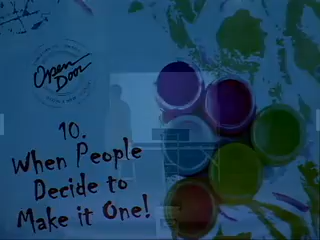 Open
Door
10.
When People
Decide to
Make it One!